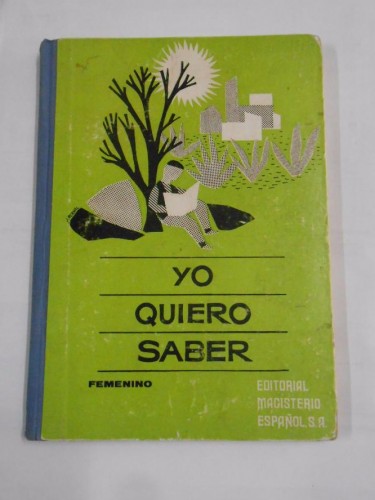 YO
QUIERO
SABER
FEMENINO
EDITORIAL
MAGISTERIO
ESPAÑOL, S.A.